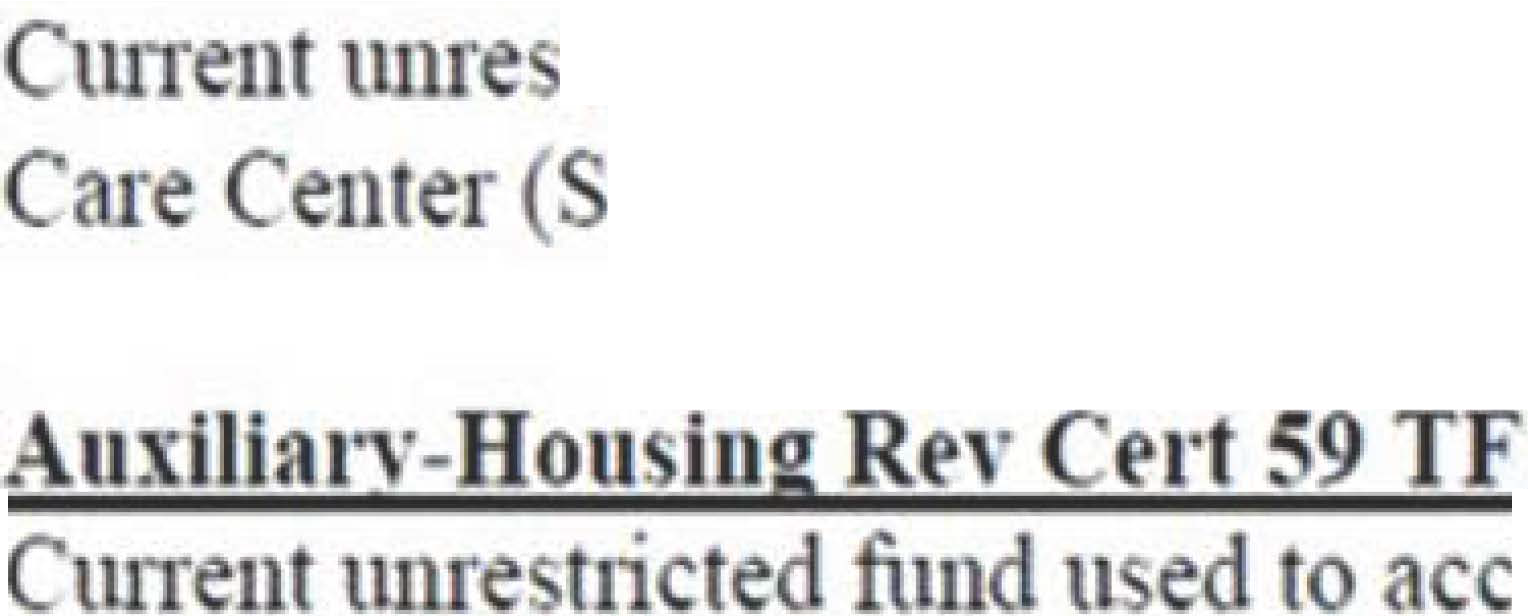 Current unres
Care Center (S
Auxiliary-Housing Rev Cert 59 TF
Current unrestricted fund used to acc